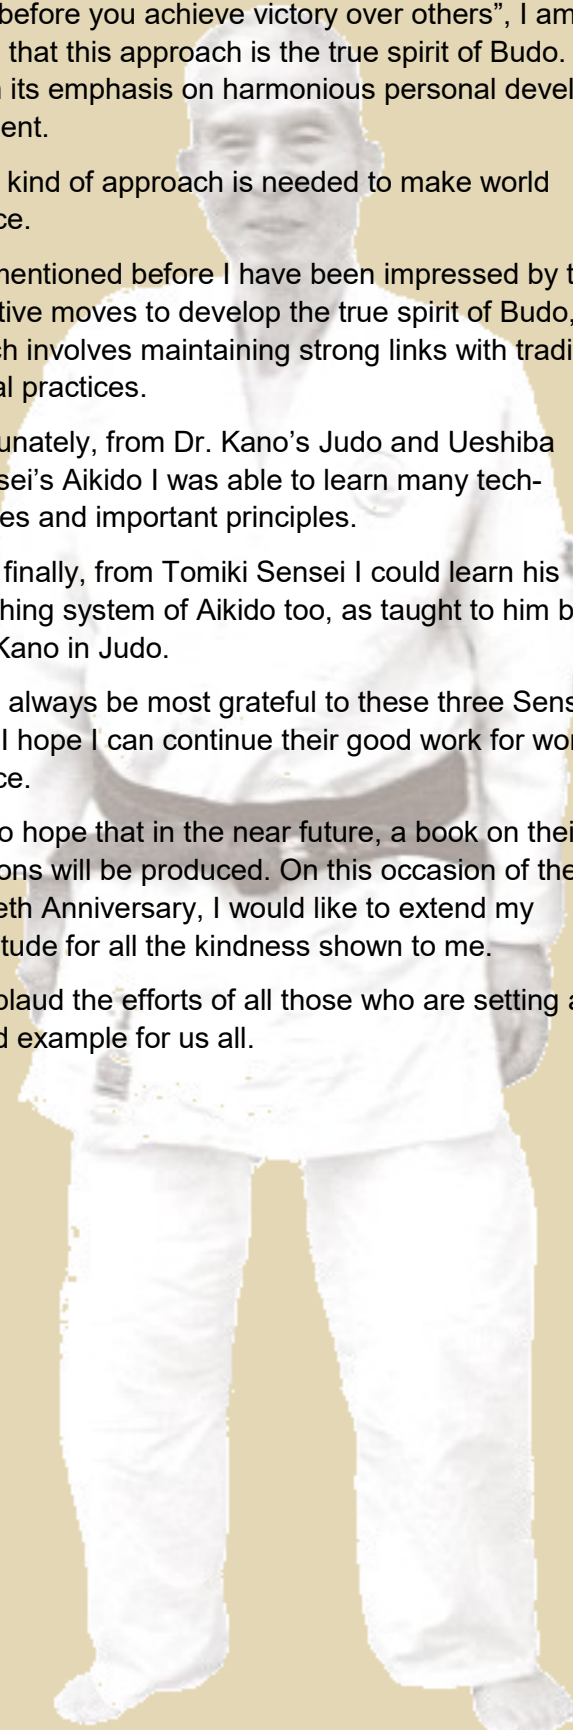 before you achieve victory over others”, I am
that this approach is the true spirit of Budo.
its emphasis on harmonious personal devel
ent.
kind of approach is needed to make world
ce.
mentioned before I have been impressed by t
tive moves to develop the true spirit of Budo,
ch involves maintaining strong links with tradi
al practices.
unately, from Dr. Kano’s Judo and Ueshiba
sei’s Aikido I was able to learn many tech-
es and important principles.
finally, from Tomiki Sensei I could learn his
hing system of Aikido too, as taught to him b
Kano in Judo.
always be most grateful to these three Sens
I hope I can continue their good work for wor
ce.
o hope that in the near future, a book on thei
ons will be produced. On this occasion of the
eth Anniversary, I would like to extend my
tude for all the kindness shown to me.
plaud the efforts of all those who are setting a
d example for us all.